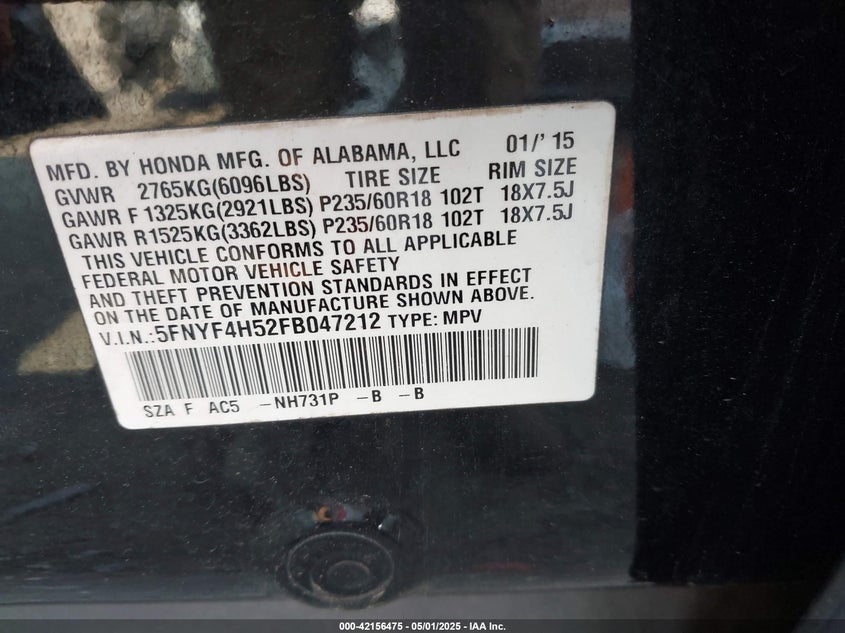 MFD. BY HONDA MFG. OF ALABAMA, LLC 01/' 15
GVWR 2765KG(6096LBS) TIRE SIZE RIM SIZE
GAWR F 1325KG(2921LBS) P235/60R18 102T 18X7.5J
GAWR R1525KG(3362LBS) P235/60R18 102T 18X7.5J
THIS VEHICLE CONFORMS TO ALL APPLICABLE
FEDERAL MOTOR VEHICLE SAFETY
AND THEFT PREVENTION STANDARDS IN EFFECT
ON THE DATE OF MANUFACTURE SHOWN ABOVE.
V.I.N.:5FNYF4H52FB047212 TYPE: MPV
SZA F AC5 -NH731P -B -B
000-42156475 - 05/01/2025 - IAA Inc.